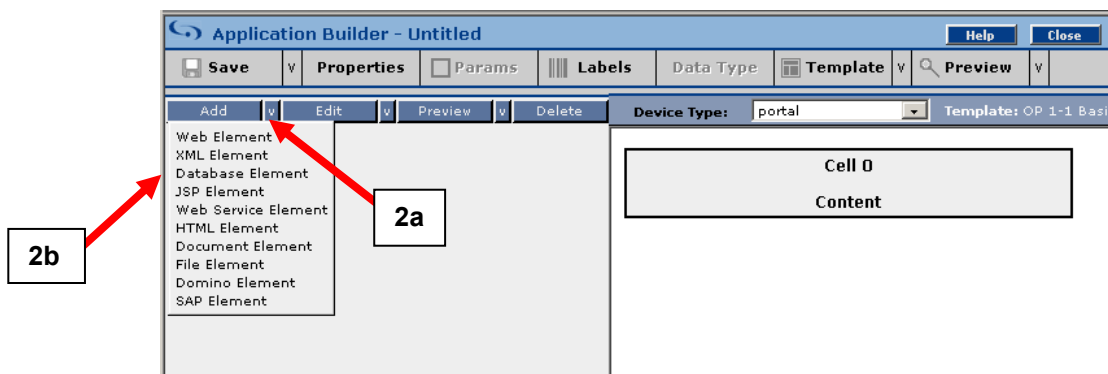 Application Builder - Untitled Help Close
Save v Properties Params Labels Data Type Template v Preview v
Add v Edit v Preview v Delete Device Type: portal Template: OP 1-1 Basi
Web Element
XML Element
Database Element
JSP Element
Web Service Element
HTML Element
Document Element
File Element
Domino Element
SAP Element
Cell 0
Content
2a
2b